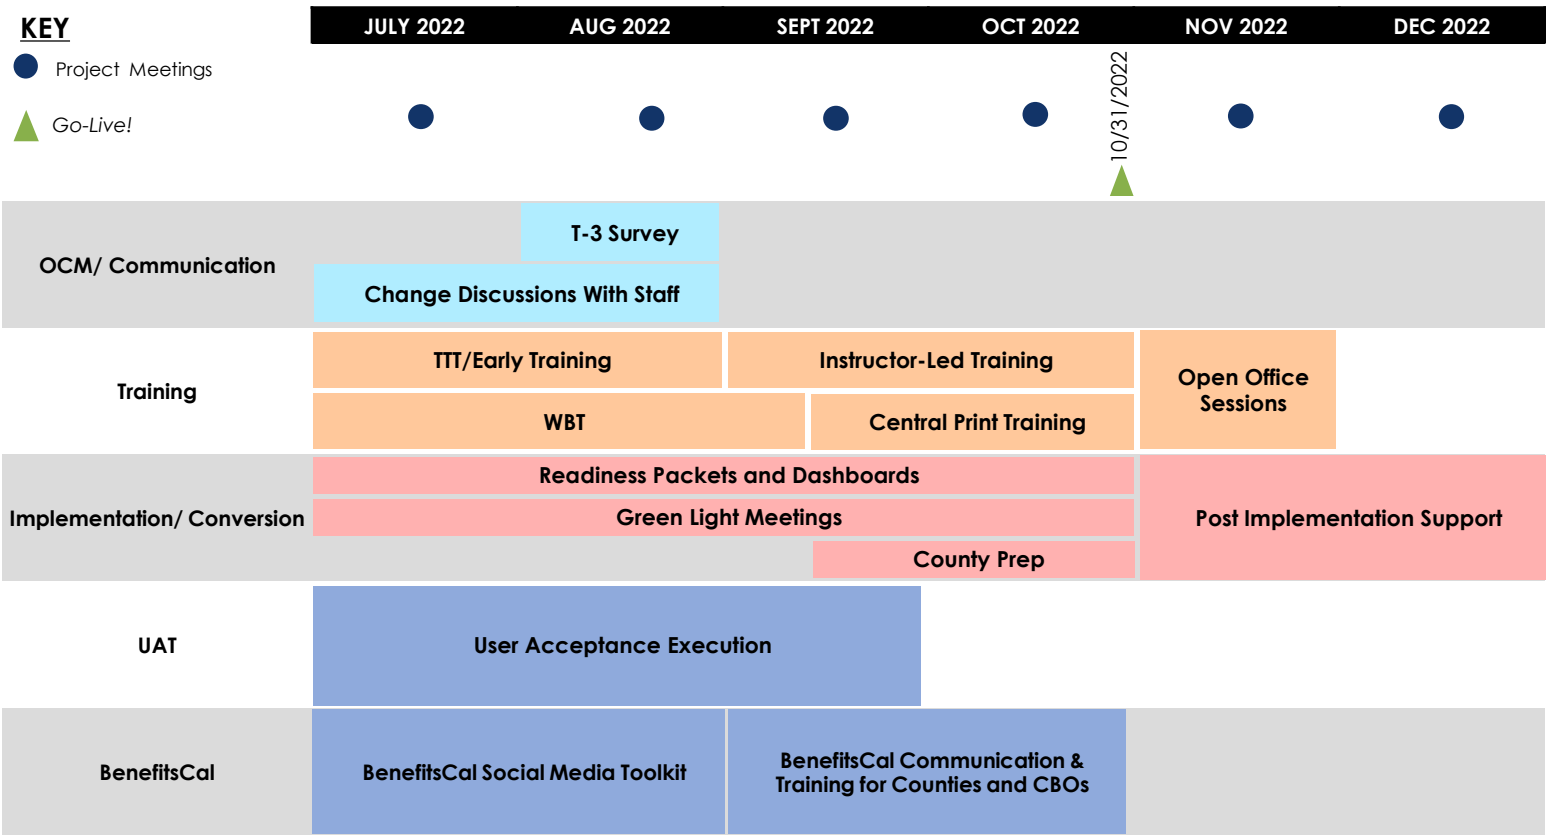 KEY
JULY 2022
AUG 2022
SEPT 2022
OCT 2022
NOV 2022
DEC 2022
Project Meetings
Go-Live!
10/31/2022
OCM/ Communication
T-3 Survey
Change Discussions With Staff
Training
TTT/Early Training
Instructor-Led Training
Open Office
Sessions
WBT
Central Print Training
Implementation/ Conversion
Readiness Packets and Dashboards
Green Light Meetings
County Prep
Post Implementation Support
UAT
User Acceptance Execution
BenefitsCal
BenefitsCal Social Media Toolkit
BenefitsCal Communication &
Training for Counties and CBOs